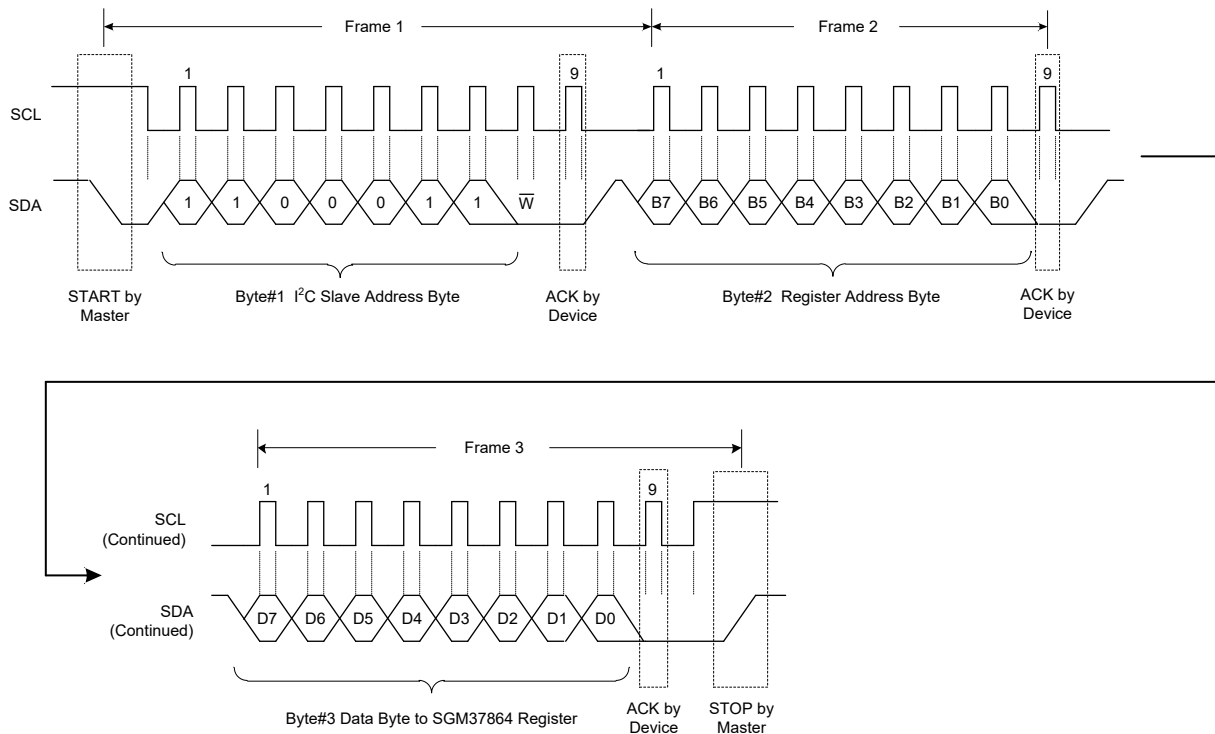 Frame 1 Frame 2
1 9 1 9
SCL
SDA 1 1 0 0 0 1 1 W̅ B7 B6 B5 B4 B3 B2 B1 B0
START by Master
Byte#1 I²C Slave Address Byte
ACK by Device
Byte#2 Register Address Byte
ACK by Device
Frame 3
1 9
SCL (Continued)
SDA (Continued) D7 D6 D5 D4 D3 D2 D1 D0
Byte#3 Data Byte to SGM37864 Register
ACK by Device
STOP by Master